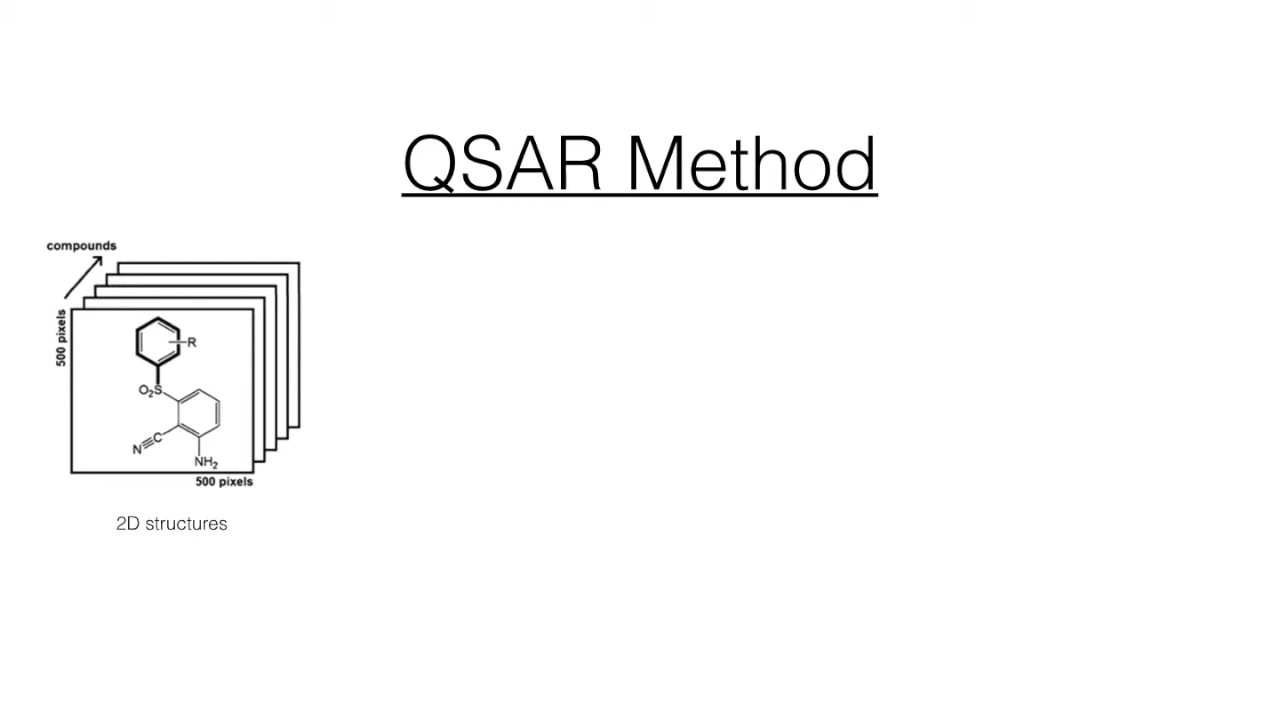 QSAR Method
compounds
500 pixels
R
O₂S
N≡C
NH₂
500 pixels
2D structures